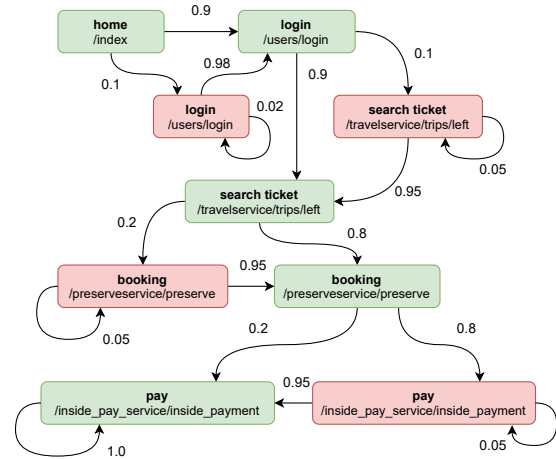 home
/index
0.9
login
/users/login
0.1
0.98
0.9
0.1
login
/users/login
0.02
search ticket
/travelservice/trips/left
0.05
0.95
search ticket
/travelservice/trips/left
0.2
0.8
booking
/preserveservice/preserve
0.95
booking
/preserveservice/preserve
0.05
0.2
0.8
pay
/inside_pay_service/inside_payment
0.95
pay
/inside_pay_service/inside_payment
1.0
0.05